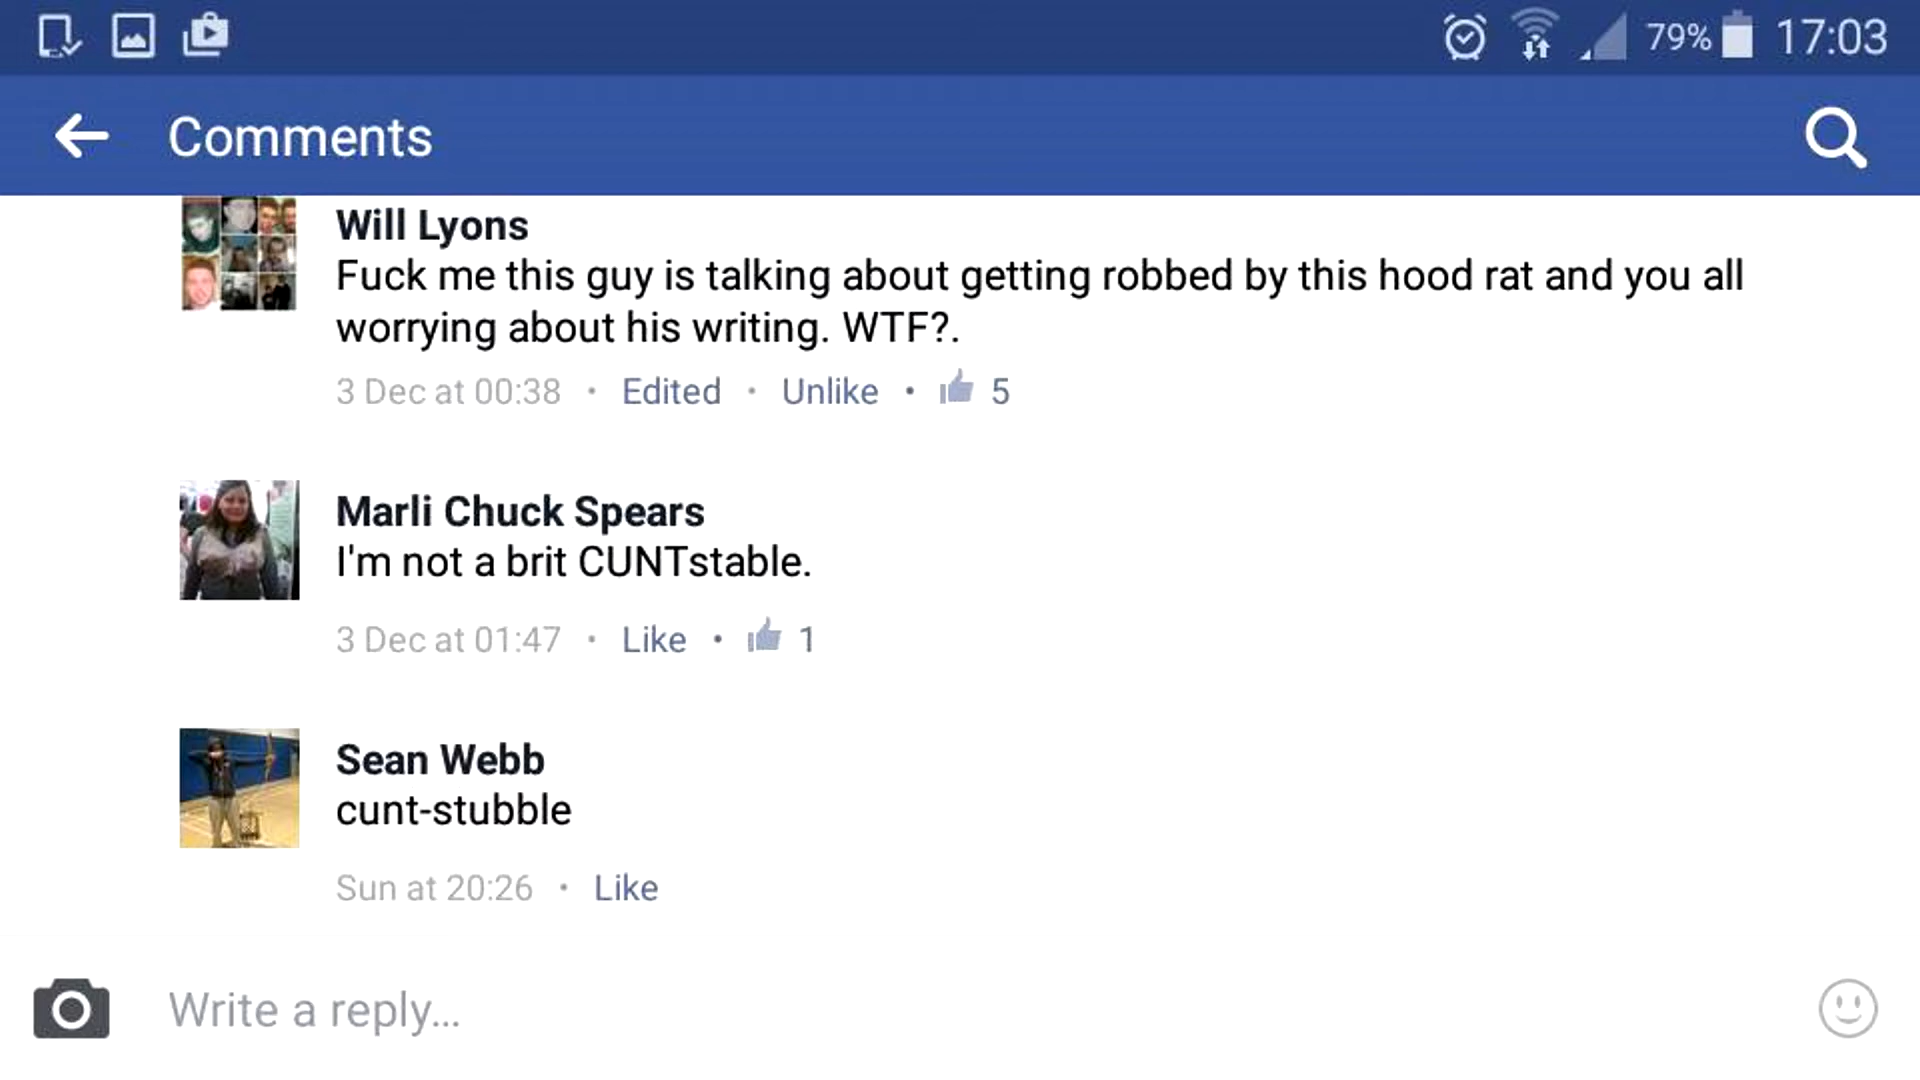 79% 17:03
Comments
Will Lyons
Fuck me this guy is talking about getting robbed by this hood rat and you all
worrying about his writing. WTF?.
3 Dec at 00:38 • Edited • Unlike • 5
Marli Chuck Spears
I'm not a brit CUNTstable.
3 Dec at 01:47 • Like • 1
Sean Webb
cunt-stubble
Sun at 20:26 • Like
Write a reply...